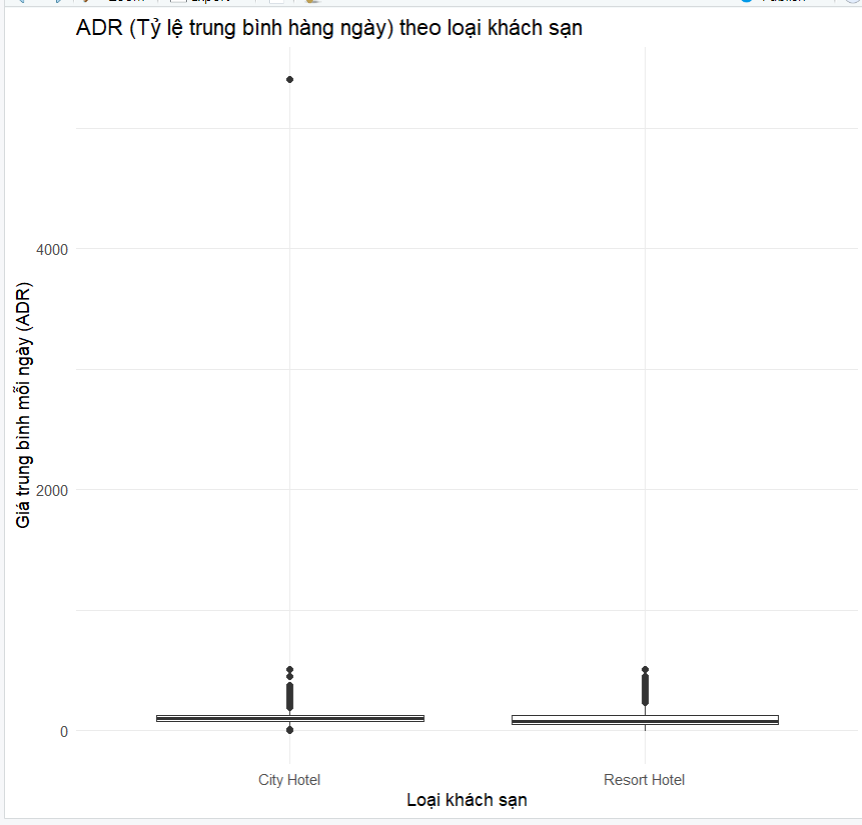 ADR (Tỷ lệ trung bình hàng ngày) theo loại khách sạn
Giá trung bình mỗi ngày (ADR)
4000
2000
0
City Hotel
Resort Hotel
Loại khách sạn